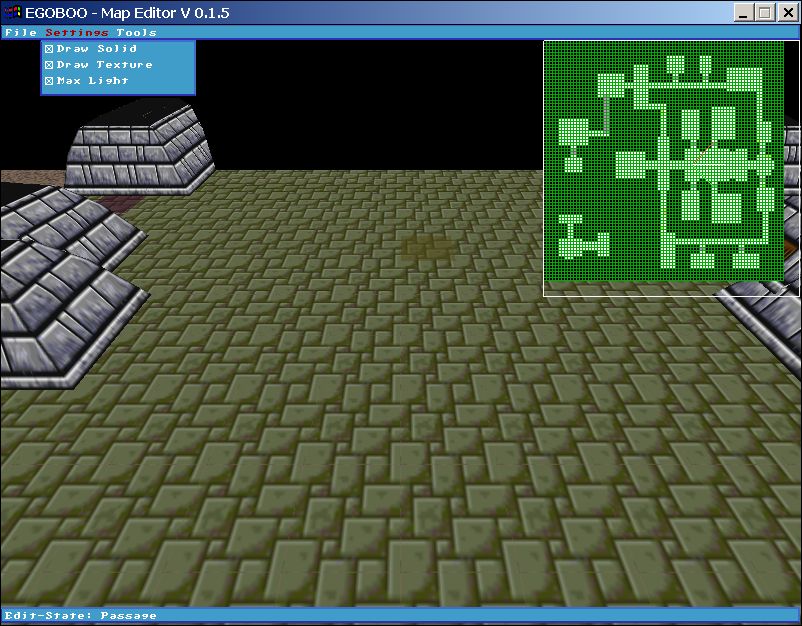 EGOBOO - Map Editor V 0.1.5
File Settings Tools
Draw Solid
Draw Texture
Max Light
Edit-State: Passage